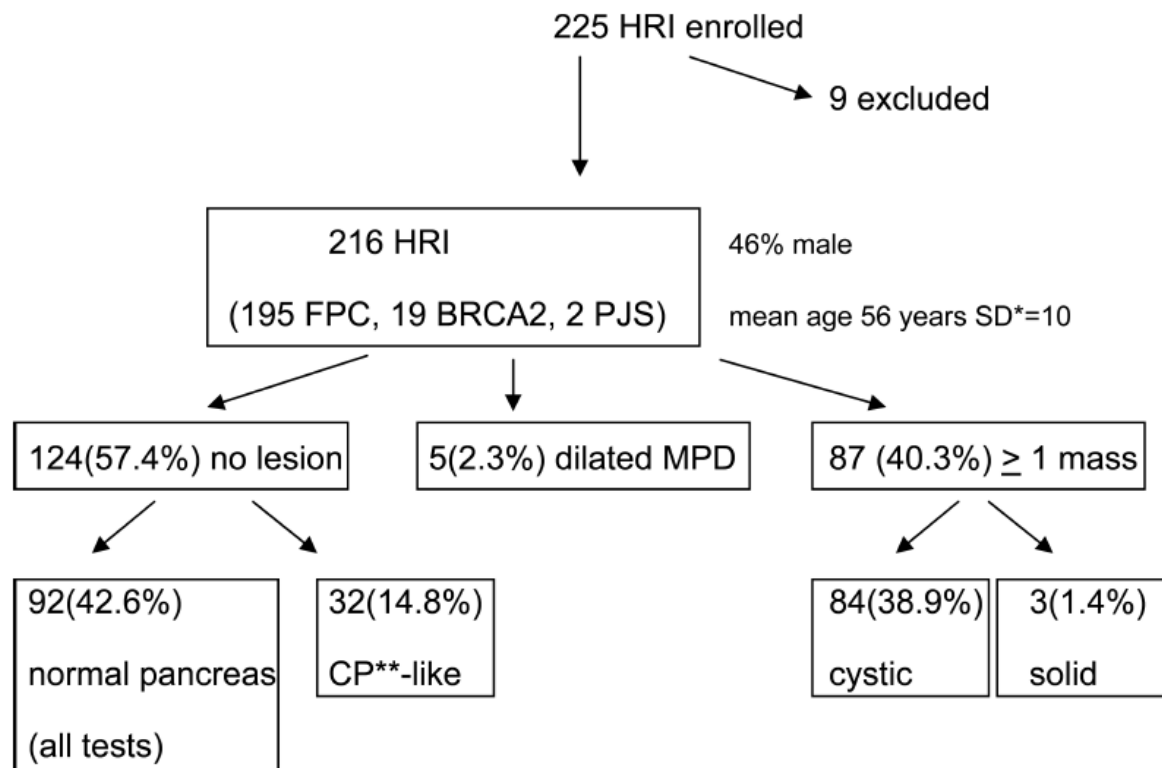 225 HRI enrolled
9 excluded
216 HRI
46% male
(195 FPC, 19 BRCA2, 2 PJS)
mean age 56 years SD*=10
124(57.4%) no lesion
5(2.3%) dilated MPD
87 (40.3%) ≥ 1 mass
92(42.6%)
normal pancreas
(all tests)
32(14.8%)
CP**-like
84(38.9%)
cystic
3(1.4%)
solid